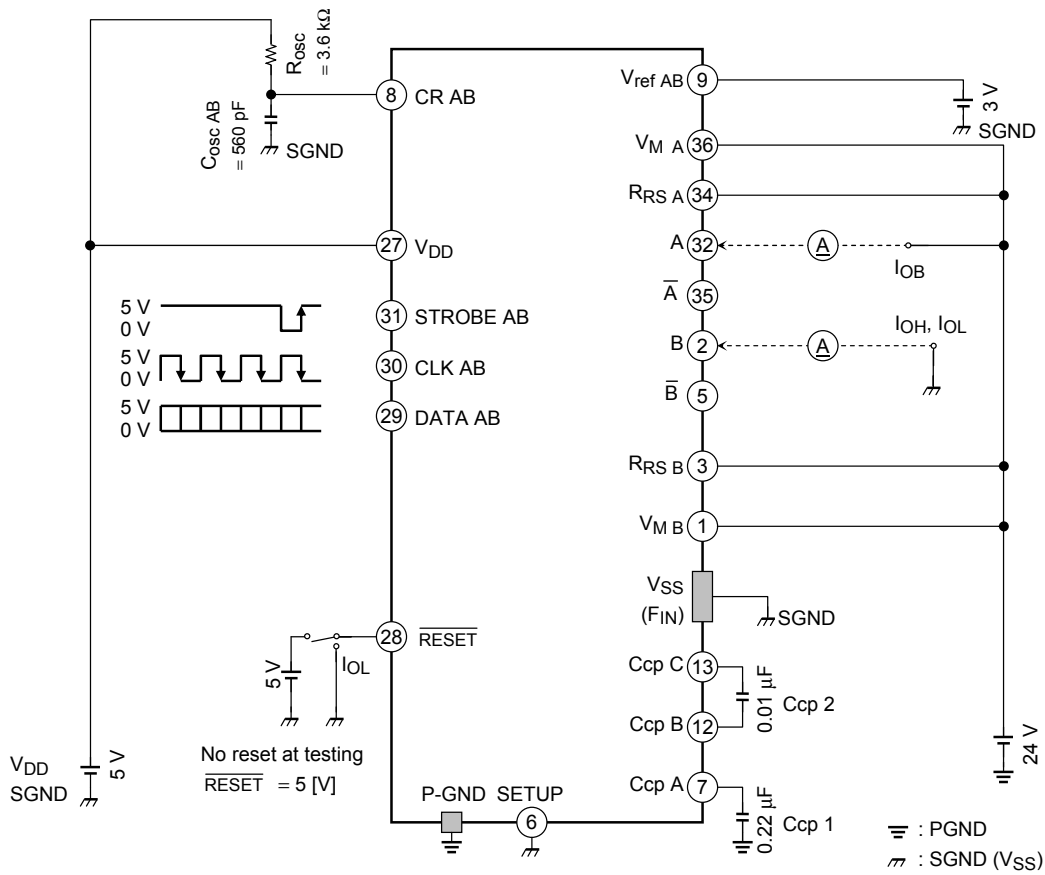 Rosc
= 3.6 kΩ
Cosc AB
= 560 pF
SGND
8
CR AB
27
VDD
5 V
0 V
31
STROBE AB
5 V
0 V
30
CLK AB
5 V
0 V
29
DATA AB
28
RESET
IOL
5 V
No reset at testing
RESET = 5 [V]
VDD
SGND
5 V
P-GND
SETUP
6
Vref AB
9
3 V
SGND
VM A
36
RRS A
34
A
32
A
IOB
A
35
B
2
A
IOH, IOL
B
5
RRS B
3
VM B
1
VSS
(FIN)
SGND
Ccp C
13
0.01 μF
Ccp 2
Ccp B
12
Ccp A
7
0.22 μF
Ccp 1
24 V
: PGND
: SGND (VSS)